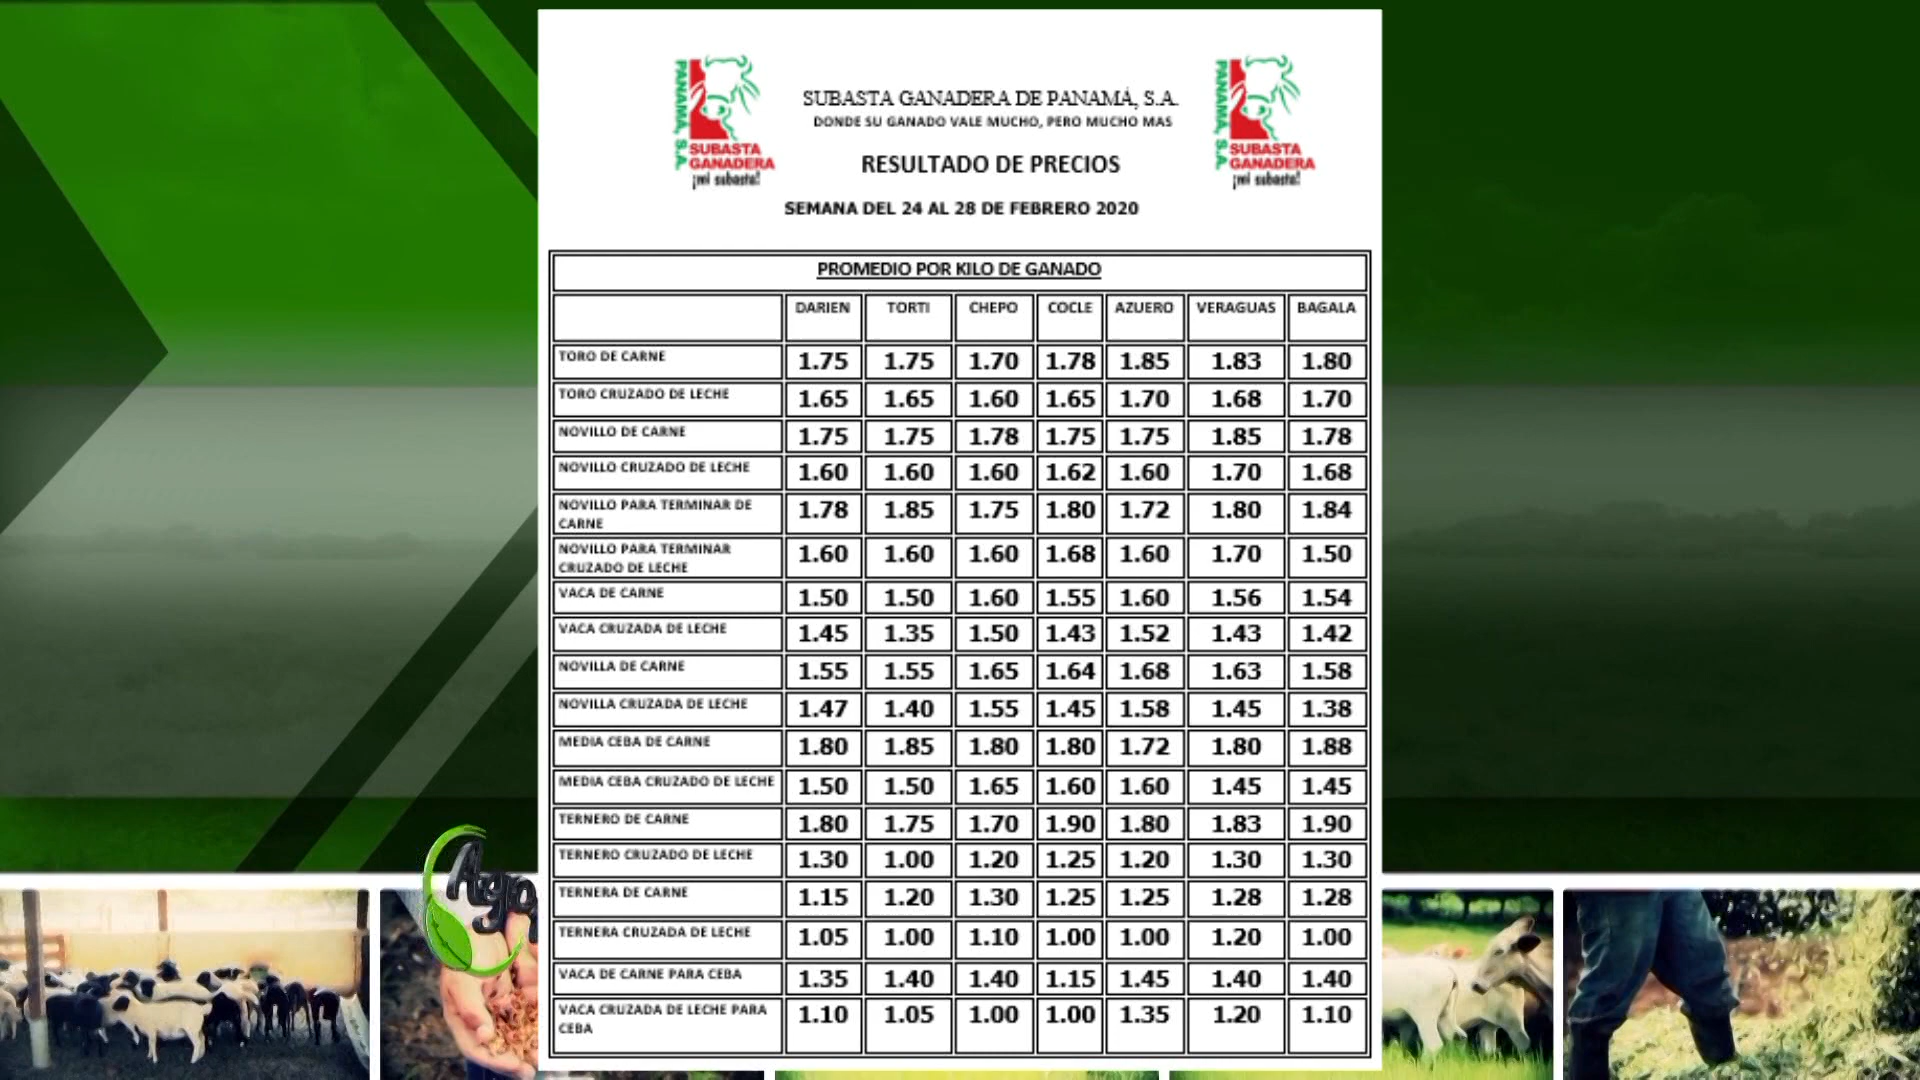 PANAMA, S.A.
SUBASTA
GANADERA
¡mi subasta!
SUBASTA GANADERA DE PANAMÁ, S.A.
DONDE SU GANADO VALE MUCHO, PERO MUCHO MAS
RESULTADO DE PRECIOS
PANAMA, S.A.
SUBASTA
GANADERA
¡mi subasta!
SEMANA DEL 24 AL 28 DE FEBRERO 2020
PROMEDIO POR KILO DE GANADO
DARIEN TORTI CHEPO COCLE AZUERO VERAGUAS BAGALA
TORO DE CARNE 1.75 1.75 1.70 1.78 1.85 1.83 1.80
TORO CRUZADO DE LECHE 1.65 1.65 1.60 1.65 1.70 1.68 1.70
NOVILLO DE CARNE 1.75 1.75 1.78 1.75 1.75 1.85 1.78
NOVILLO CRUZADO DE LECHE 1.60 1.60 1.60 1.62 1.60 1.70 1.68
NOVILLO PARA TERMINAR DE
CARNE 1.78 1.85 1.75 1.80 1.72 1.80 1.84
NOVILLO PARA TERMINAR
CRUZADO DE LECHE 1.60 1.60 1.60 1.68 1.60 1.70 1.50
VACA DE CARNE 1.50 1.50 1.60 1.55 1.60 1.56 1.54
VACA CRUZADA DE LECHE 1.45 1.35 1.50 1.43 1.52 1.43 1.42
NOVILLA DE CARNE 1.55 1.55 1.65 1.64 1.68 1.63 1.58
NOVILLA CRUZADA DE LECHE 1.47 1.40 1.55 1.45 1.58 1.45 1.38
MEDIA CEBA DE CARNE 1.80 1.85 1.80 1.80 1.72 1.80 1.88
MEDIA CEBA CRUZADO DE LECHE 1.50 1.50 1.65 1.60 1.60 1.45 1.45
TERNERO DE CARNE 1.80 1.75 1.70 1.90 1.80 1.83 1.90
TERNERO CRUZADO DE LECHE 1.30 1.00 1.20 1.25 1.20 1.30 1.30
TERNERA DE CARNE 1.15 1.20 1.30 1.25 1.25 1.28 1.28
TERNERA CRUZADA DE LECHE 1.05 1.00 1.10 1.00 1.00 1.20 1.00
VACA DE CARNE PARA CEBA 1.35 1.40 1.40 1.15 1.45 1.40 1.40
VACA CRUZADA DE LECHE PARA
CEBA 1.10 1.05 1.00 1.00 1.35 1.20 1.10